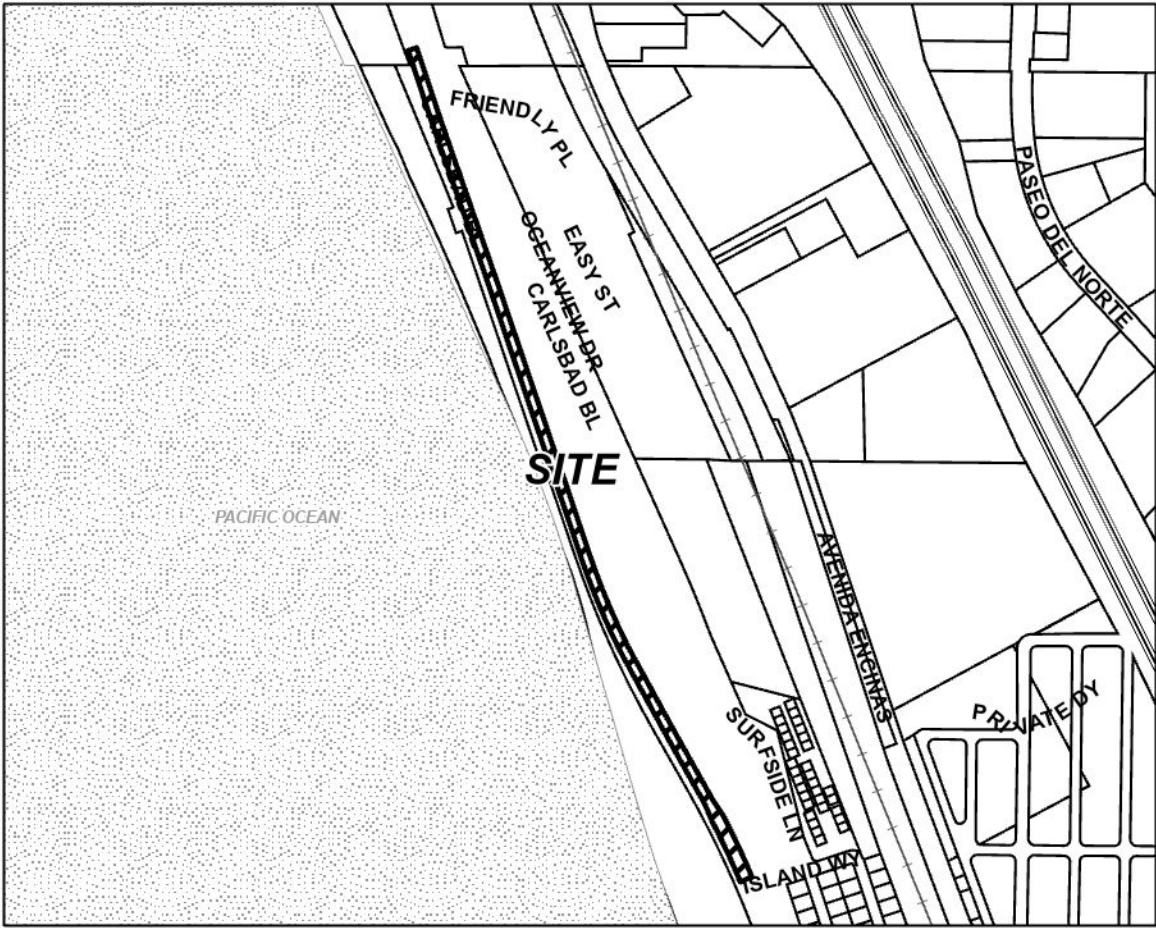 FRIENDLY PL
EASY ST
OCEANVIEW DR
CARLSBAD BL
PASEO DEL NORTE
SITE
PACIFIC OCEAN
AVENIDA ENCINAS
PRIVATE DY
SURFSIDE LN
ISLAND WY